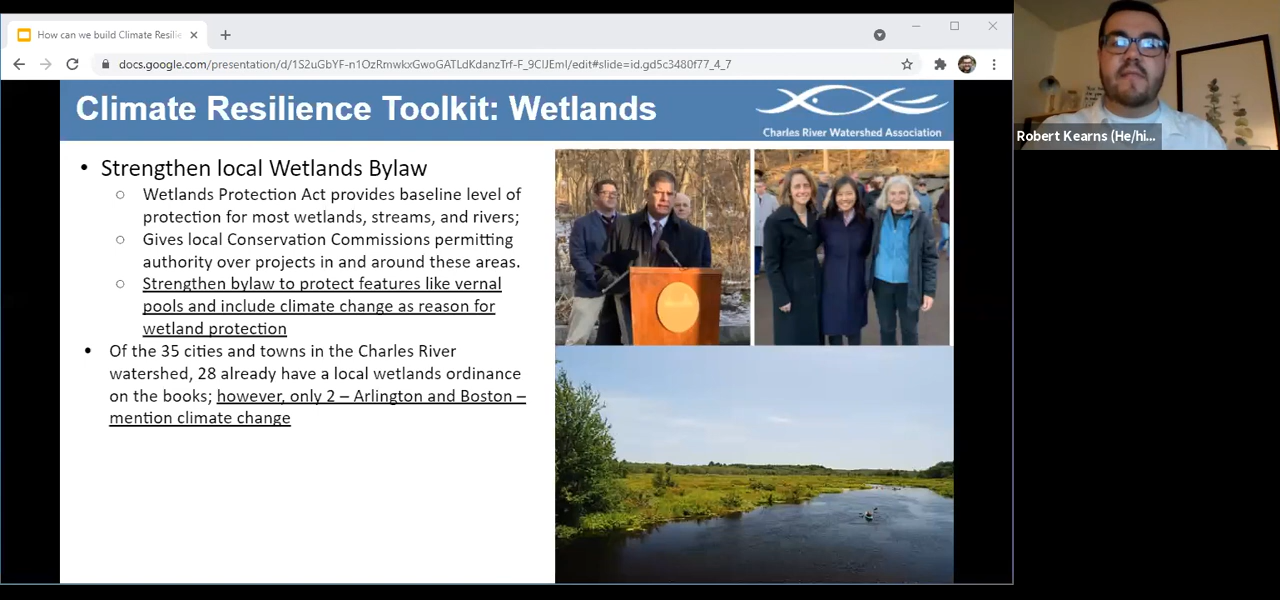 How can we build Climate Resilie
docs.google.com/presentation/d/1S2uGbYF-n1OzRmwkxGwoGATLdKdanzTrf-F_9ClJEmI/edit#slide=id.gd5c3480f77_4_7
Climate Resilience Toolkit: Wetlands
Charles River Watershed Association
Robert Kearns (He/hi...
• Strengthen local Wetlands Bylaw
○ Wetlands Protection Act provides baseline level of
protection for most wetlands, streams, and rivers;
○ Gives local Conservation Commissions permitting
authority over projects in and around these areas.
○ Strengthen bylaw to protect features like vernal
pools and include climate change as reason for
wetland protection
• Of the 35 cities and towns in the Charles River
watershed, 28 already have a local wetlands ordinance
on the books; however, only 2 – Arlington and Boston –
mention climate change